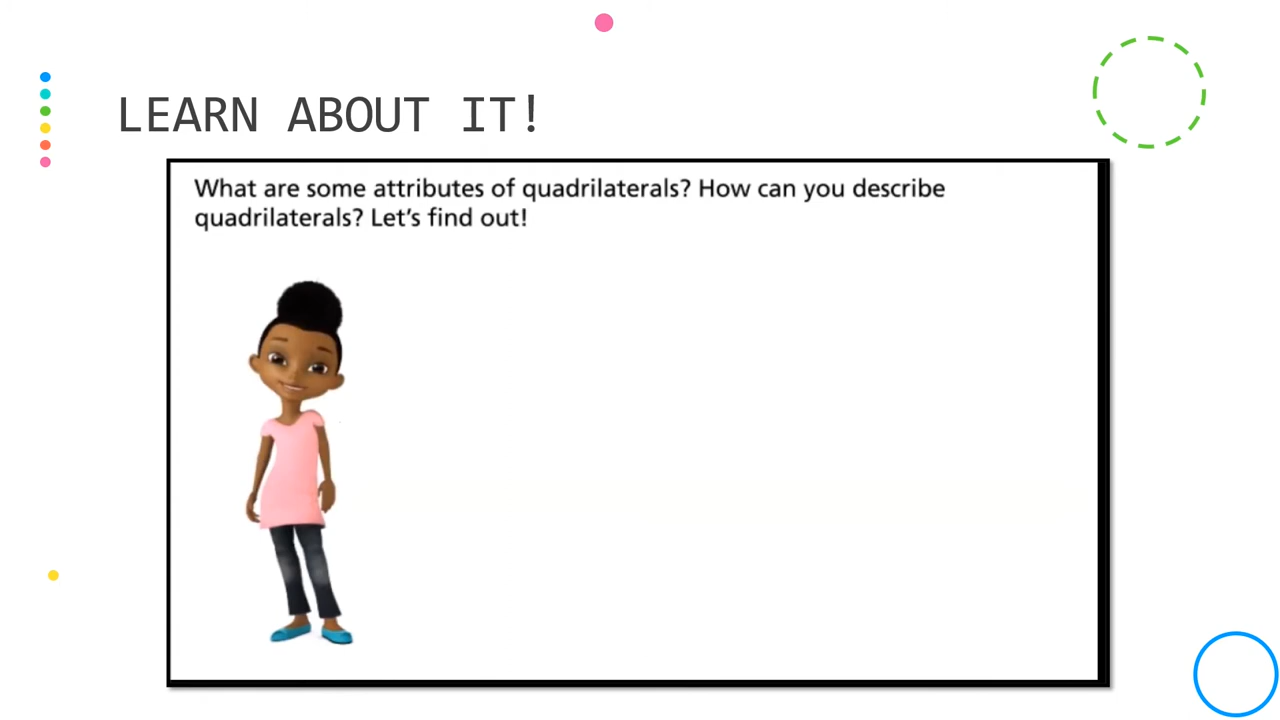 LEARN ABOUT IT!
What are some attributes of quadrilaterals? How can you describe
quadrilaterals? Let's find out!